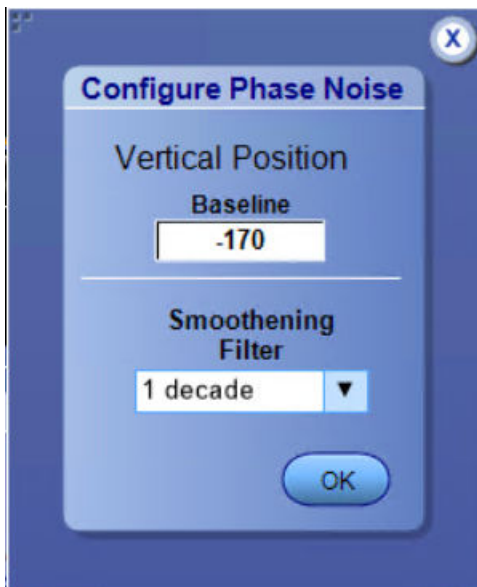 X
Configure Phase Noise
Vertical Position
Baseline
-170
Smoothening
Filter
1 decade
OK